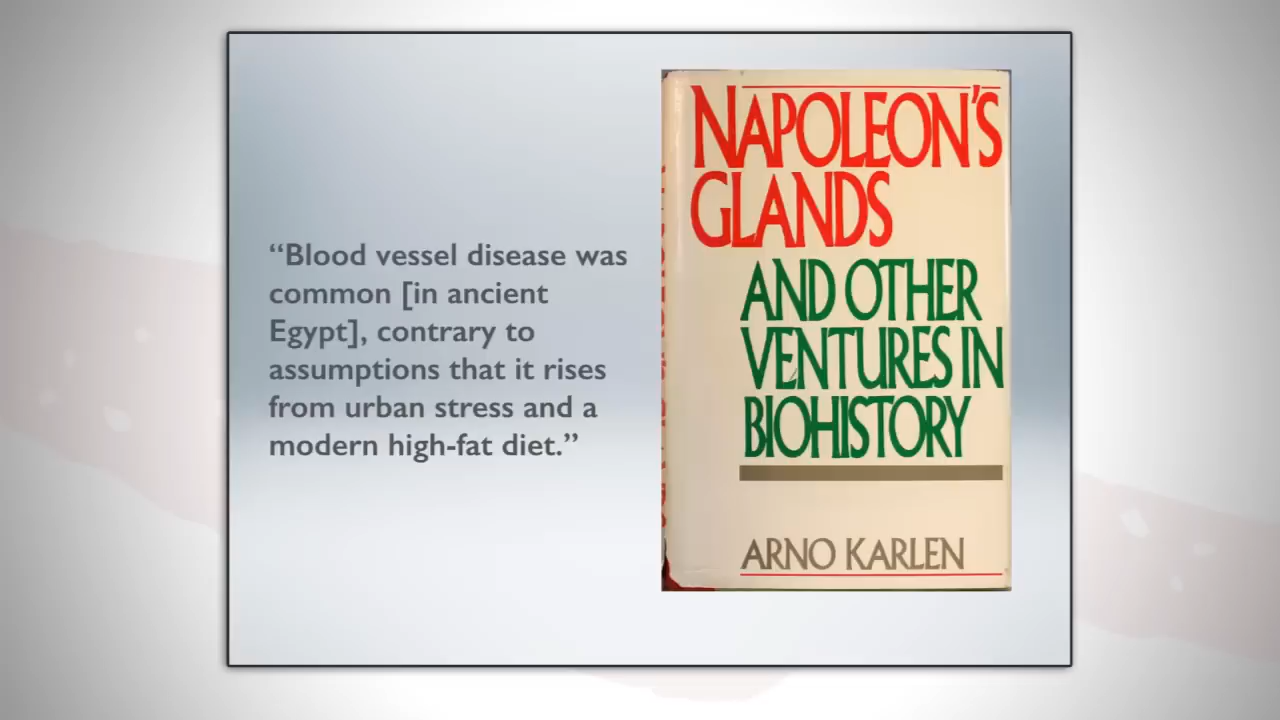 “Blood vessel disease was
common [in ancient
Egypt], contrary to
assumptions that it rises
from urban stress and a
modern high-fat diet.”
NAPOLEON'S
GLANDS
AND OTHER
VENTURES IN
BIOHISTORY
ARNO KARLEN